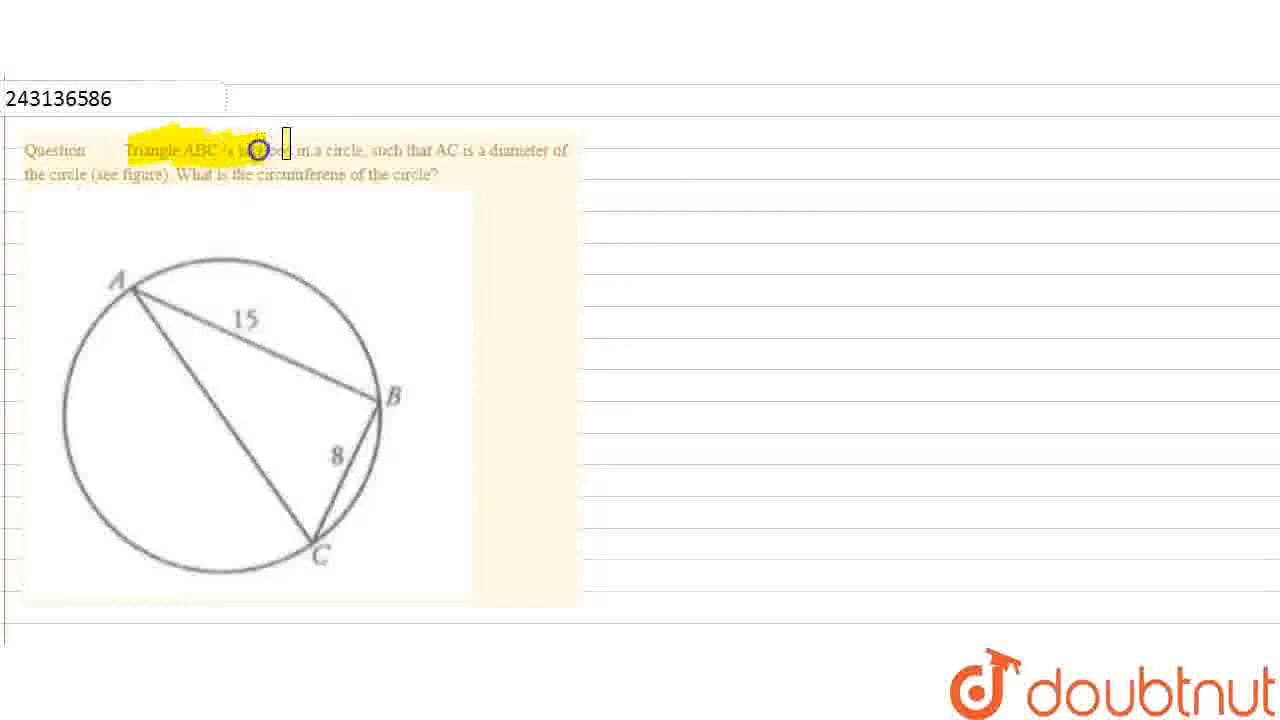 243136586
Question Triangle ABC in a circle, such that AC is a diameter of
the circle (see figure). What is the circumferene of the circle?
A
15
B
8
C
doubtnut